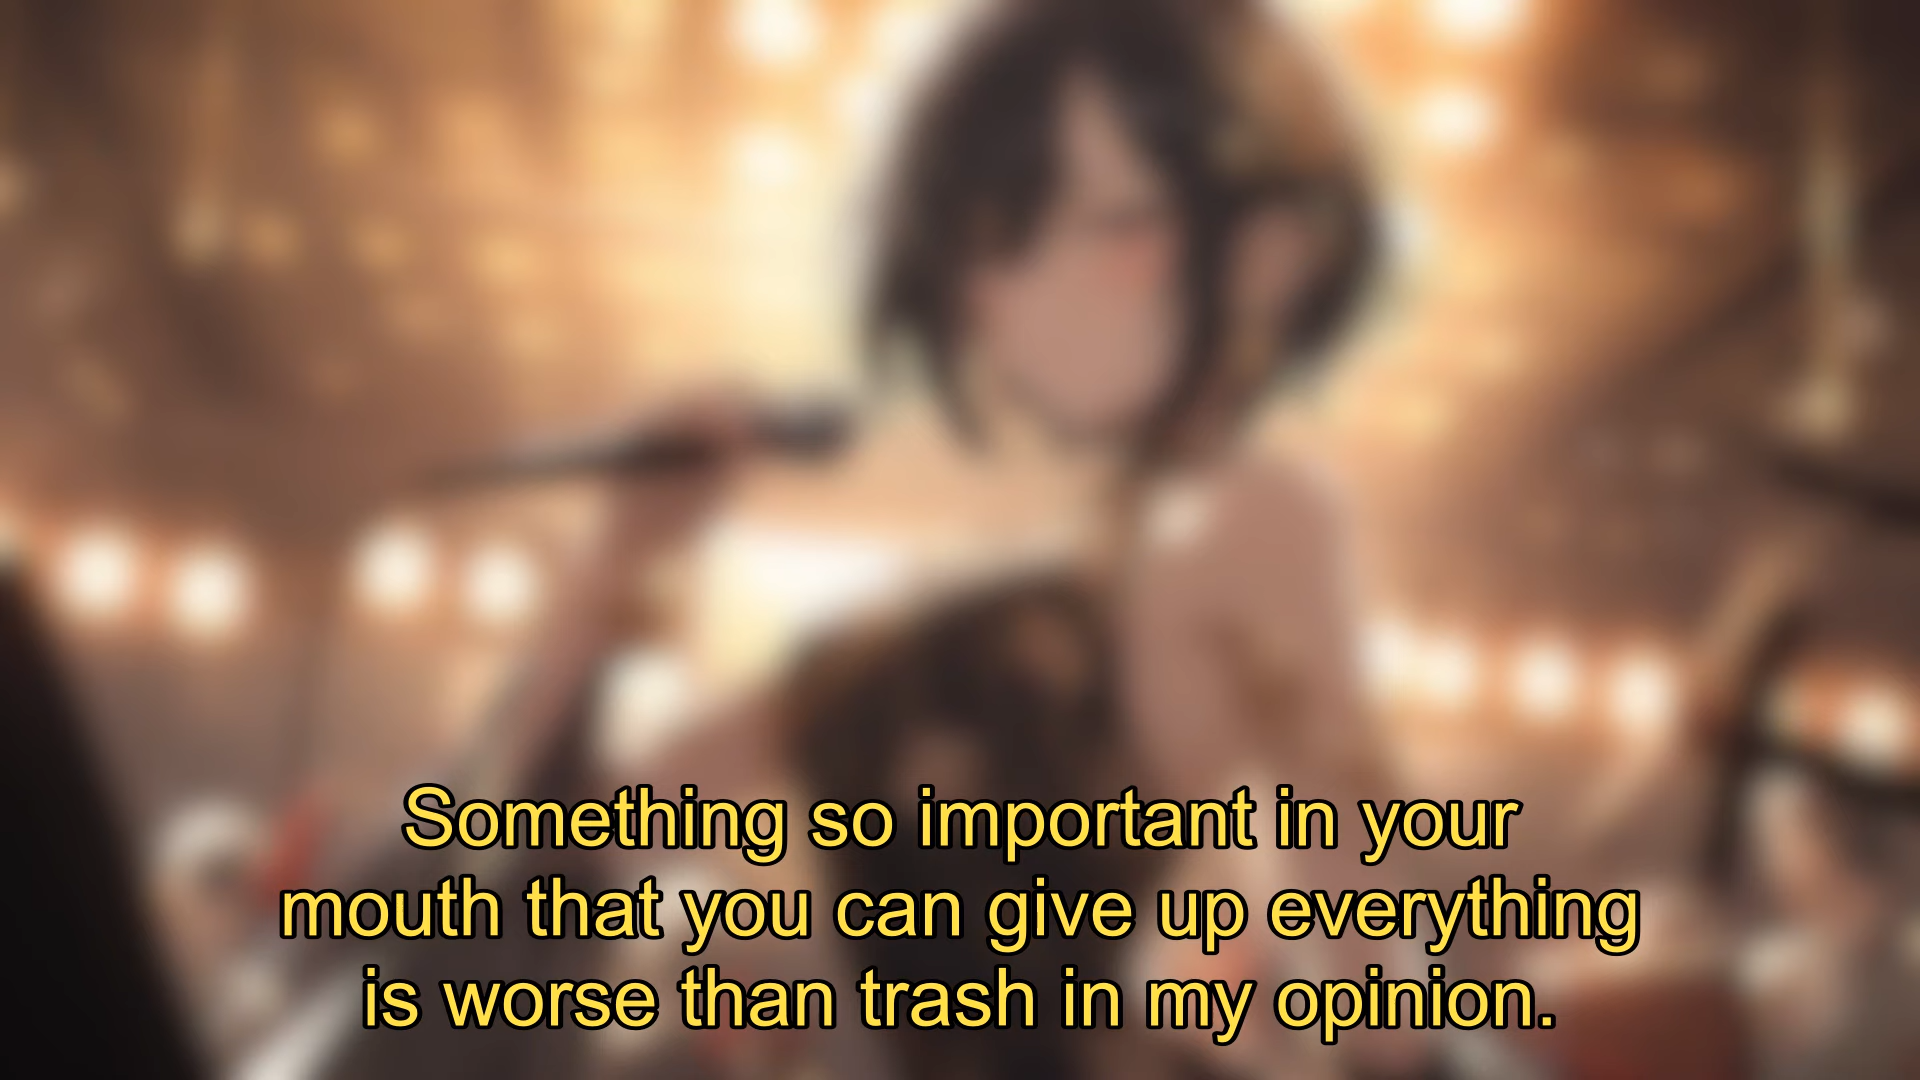 Something so important in your
mouth that you can give up everything
is worse than trash in my opinion.